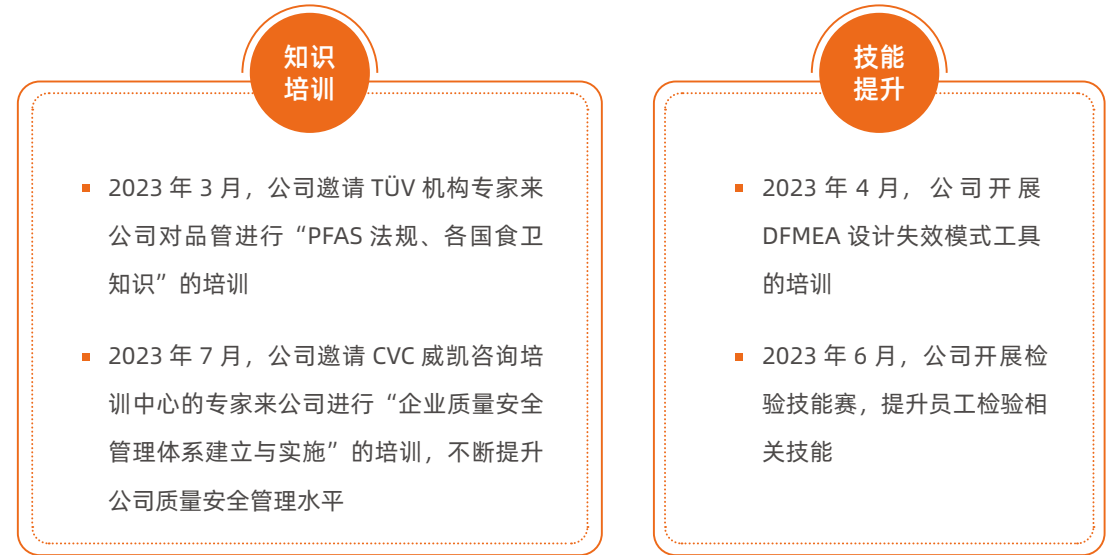 知识
培训
2023 年 3 月，公司邀请 TÜV 机构专家来
公司对品管进行“PFAS 法规、各国食卫
知识”的培训
2023 年 7 月，公司邀请 CVC 威凯咨询培
训中心的专家来公司进行“企业质量安全
管理体系建立与实施”的培训，不断提升
公司质量安全管理水平
技能
提升
2023 年 4 月，公司开展
DFMEA 设计失效模式工具
的培训
2023 年 6 月，公司开展检
验技能赛，提升员工检验相
关技能